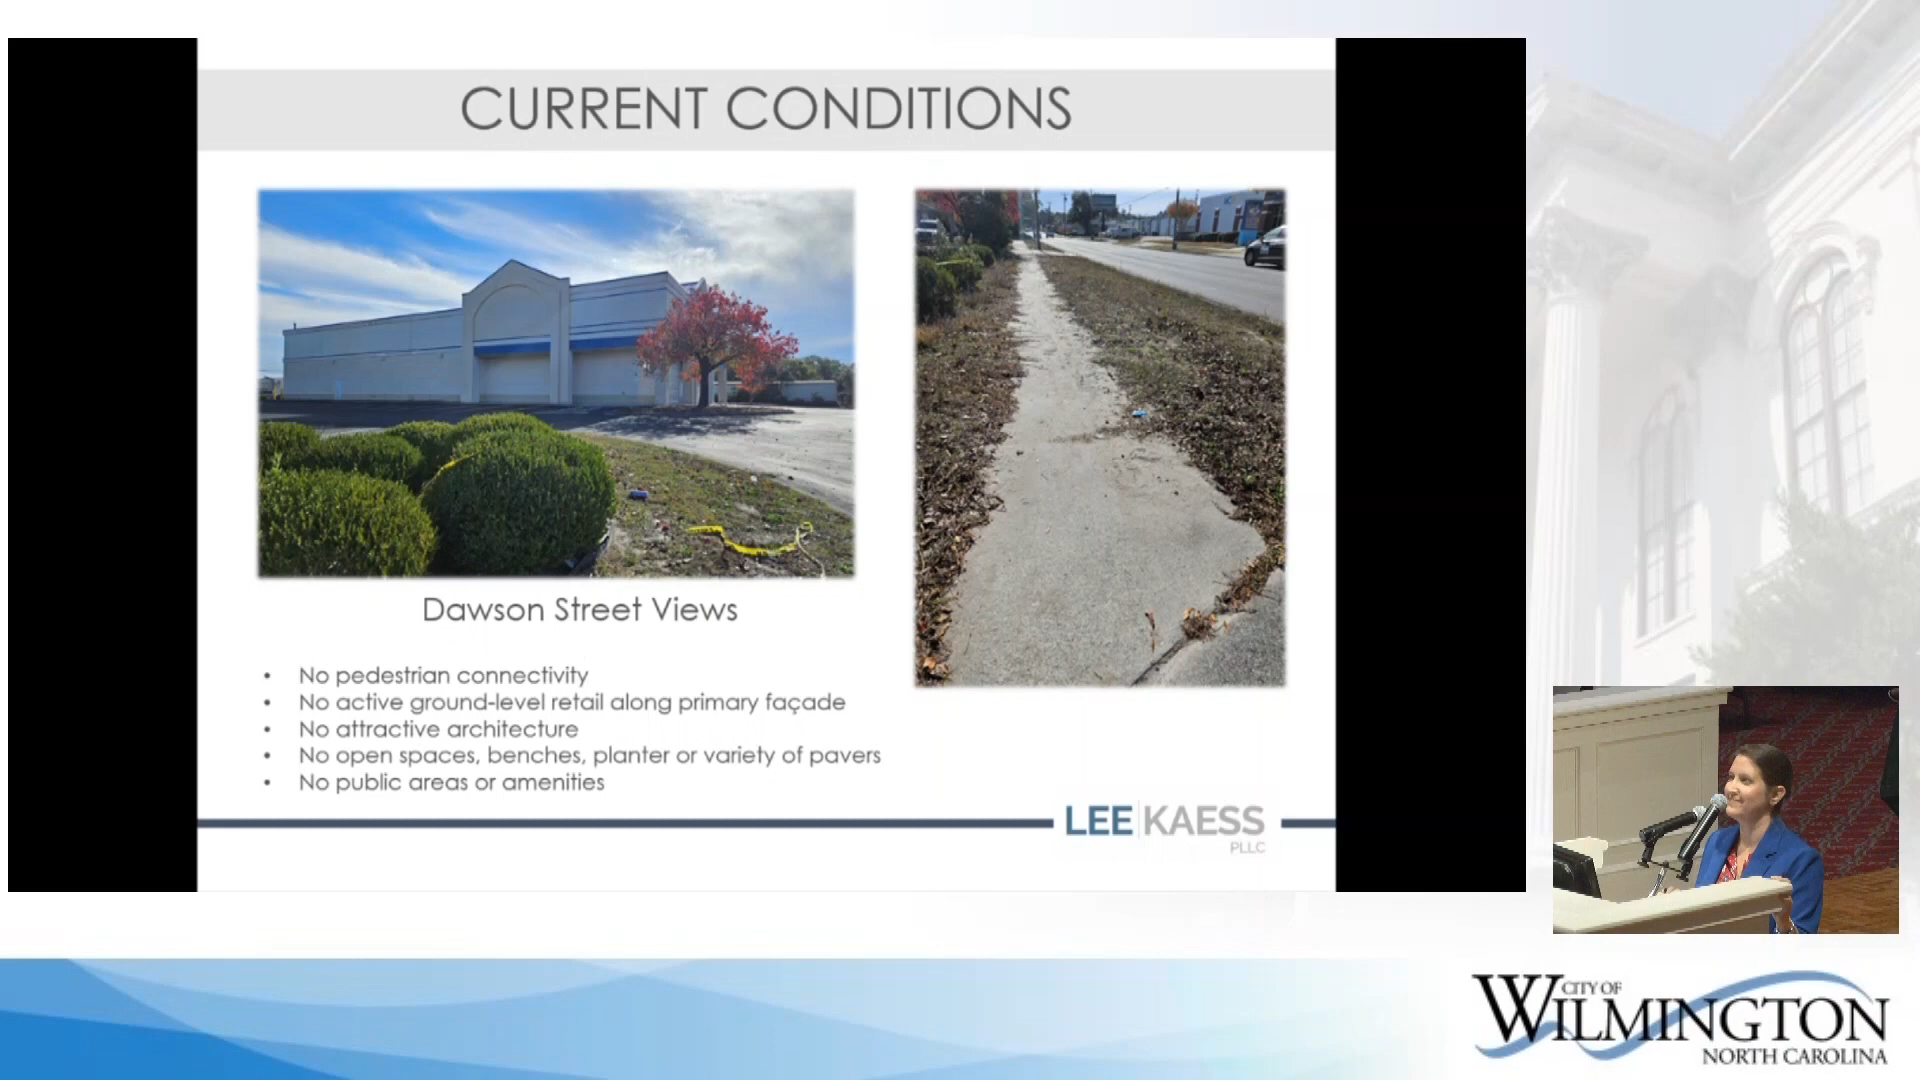 CURRENT CONDITIONS
Dawson Street Views
• No pedestrian connectivity
• No active ground-level retail along primary façade
• No attractive architecture
• No open spaces, benches, planter or variety of pavers
• No public areas or amenities
LEE KAESS
PLLC
CITY OF
WILMINGTON
NORTH CAROLINA